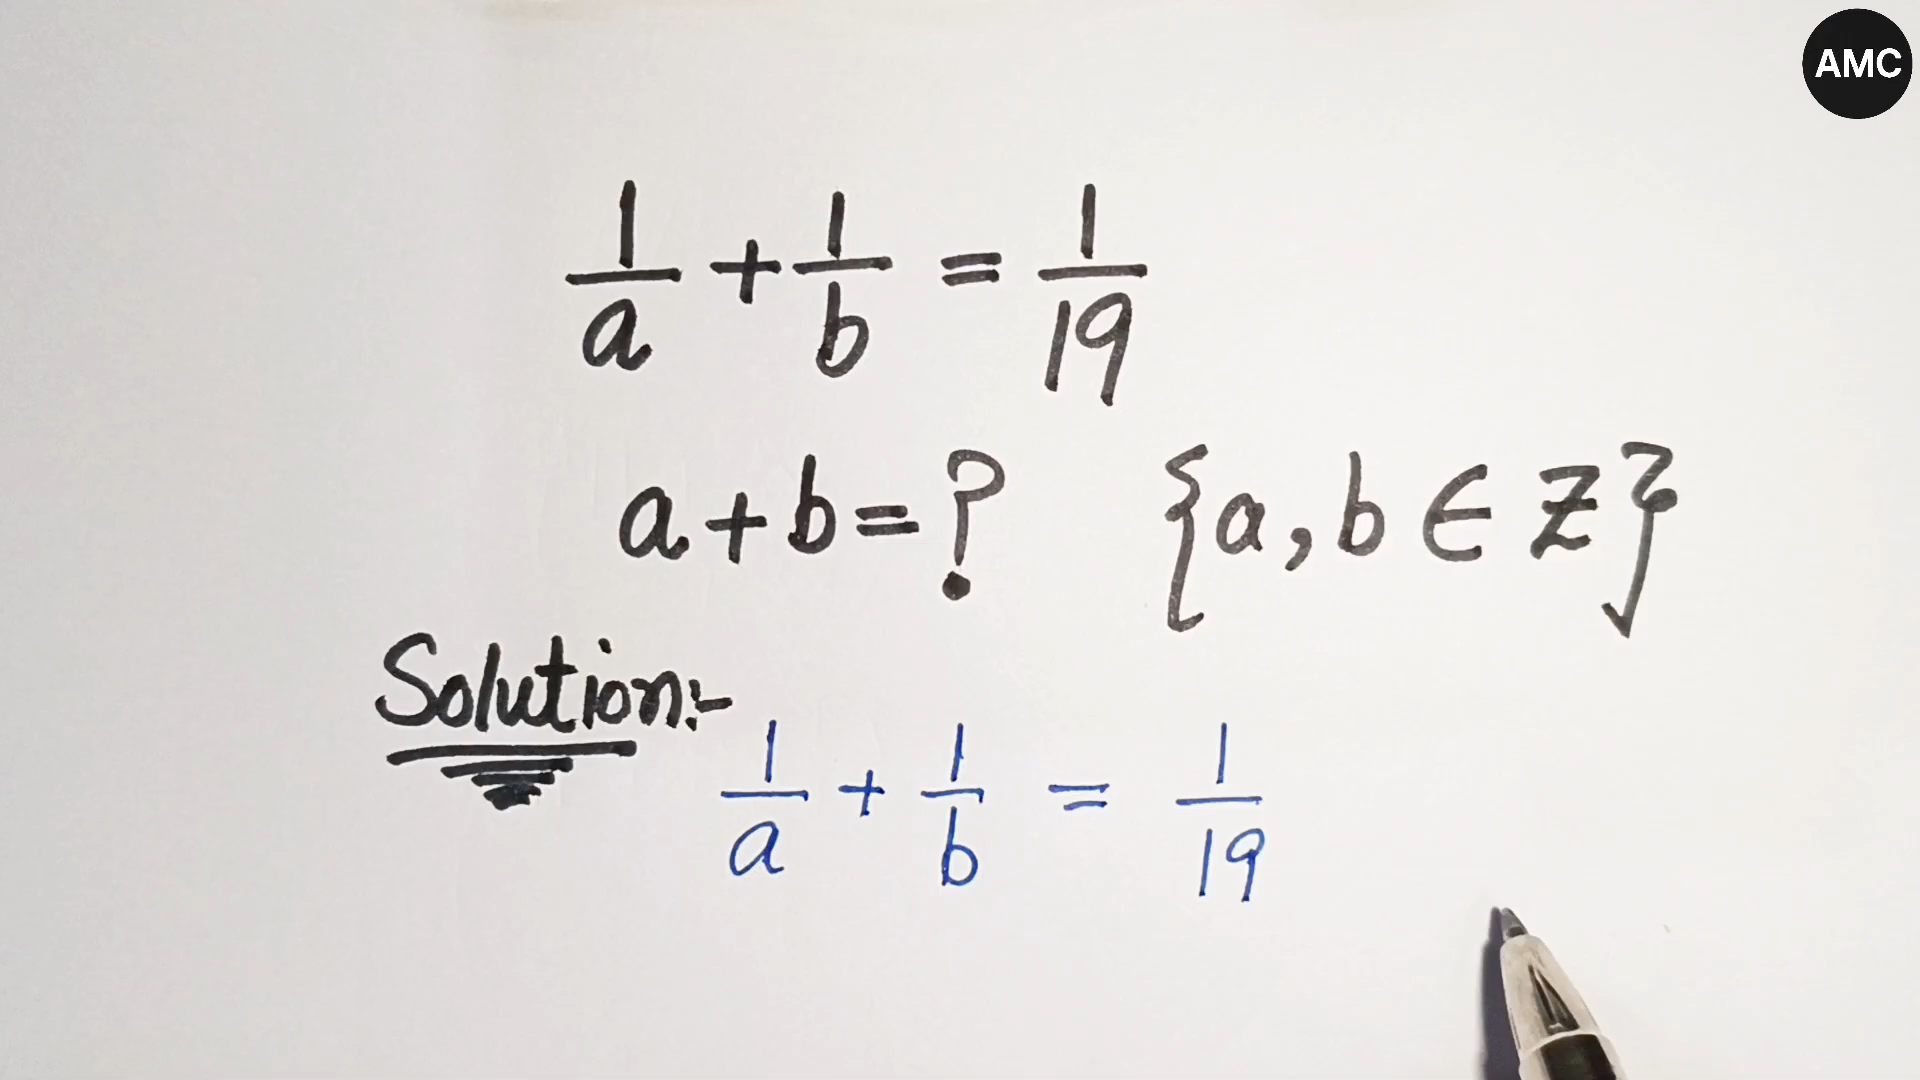 AMC
1/a + 1/b = 1/19
a + b = ? {a, b ∈ Z}
Solution:-
1/a + 1/b = 1/19